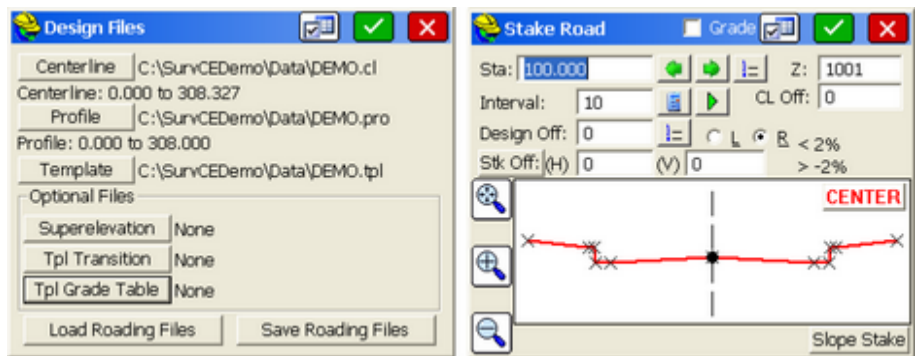 Design Files
Centerline C:\SurvCEDemo\Data\DEMO.cl
Centerline: 0.000 to 308.327
Profile C:\SurvCEDemo\Data\DEMO.pro
Profile: 0.000 to 308.000
Template C:\SurvCEDemo\Data\DEMO.tpl
Optional Files
Superelevation None
Tpl Transition None
Tpl Grade Table None
Load Roading Files Save Roading Files
Stake Road Grade
Sta: 100.000 Z: 1001
Interval: 10 CL Off: 0
Design Off: 0 L R < 2%
Stk Off: (H) 0 (V) 0 > -2%
CENTER
Slope Stake